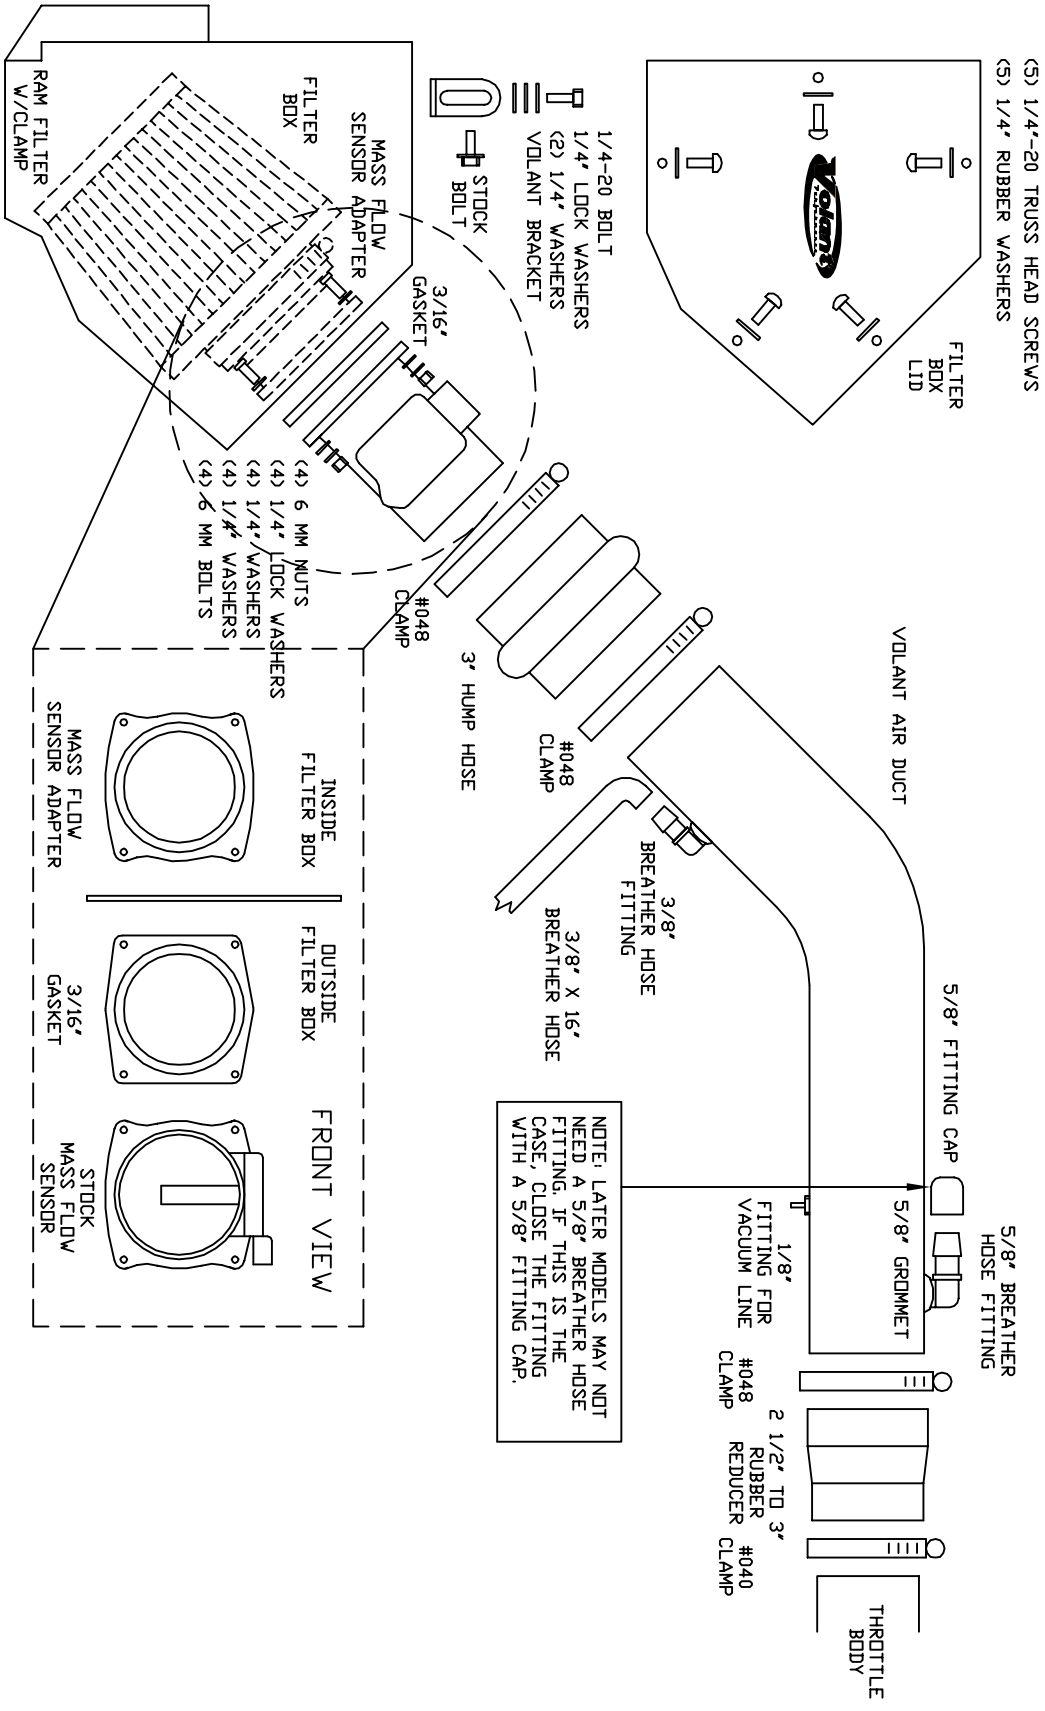 (5) 1/4"-20 TRUSS HEAD SCREWS
(5) 1/4" RUBBER WASHERS
FILTER
BOX
LID
Volant
1/4-20 BOLT
1/4" LOCK WASHERS
(2) 1/4" WASHERS
VOLANT BRACKET
STOCK
BOLT
FILTER
BOX
MASS FLOW
SENSOR ADAPTER
RAM FILTER
W/CLAMP
3/16"
GASKET
(4) 6 MM NUTS
(4) 1/4" LOCK WASHERS
(4) 1/4" WASHERS
(4) 1/4" WASHERS
(4) 6 MM BOLTS
#048
CLAMP
3" HUMP HOSE
#048
CLAMP
VOLANT AIR DUCT
3/8"
BREATHER HOSE
FITTING
3/8" X 16"
BREATHER HOSE
5/8" FITTING CAP
5/8" BREATHER
HOSE FITTING
5/8" GROMMET
1/8"
FITTING FOR
VACUUM LINE
NOTE: LATER MODELS MAY NOT
NEED A 5/8" BREATHER HOSE
FITTING. IF THIS IS THE
CASE, CLOSE THE FITTING
WITH A 5/8" FITTING CAP.
#048
CLAMP
2 1/2" TO 3"
RUBBER
REDUCER
#040
CLAMP
THROTTLE
BODY
INSIDE
FILTER BOX
OUTSIDE
FILTER BOX
FRONT VIEW
MASS FLOW
SENSOR ADAPTER
3/16"
GASKET
STOCK
MASS FLOW
SENSOR